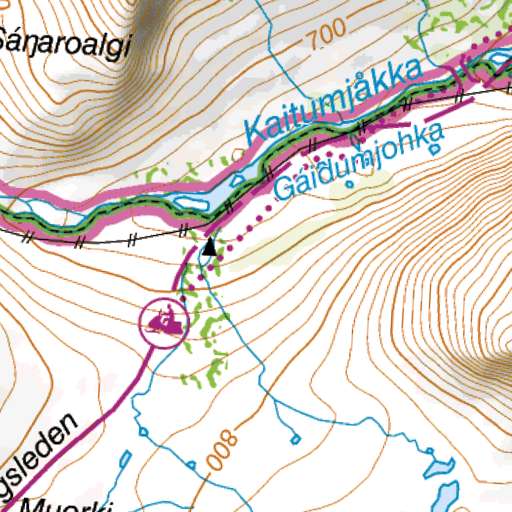 Sáŋaroalgi
700
Kaitumjåkka
Gáidumjohka
800
gsleden
Muorki